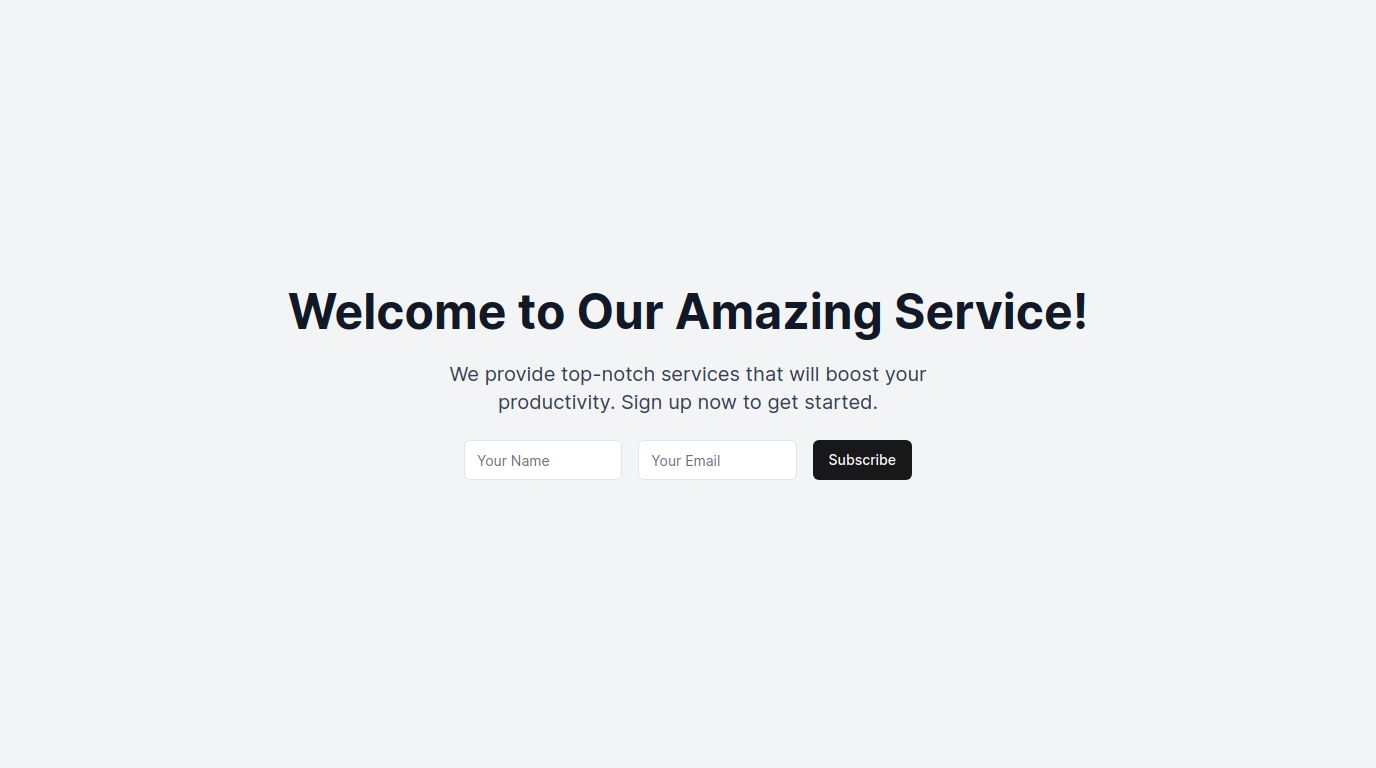 Welcome to Our Amazing Service!
We provide top-notch services that will boost your
productivity. Sign up now to get started.
Your Name
Your Email
Subscribe